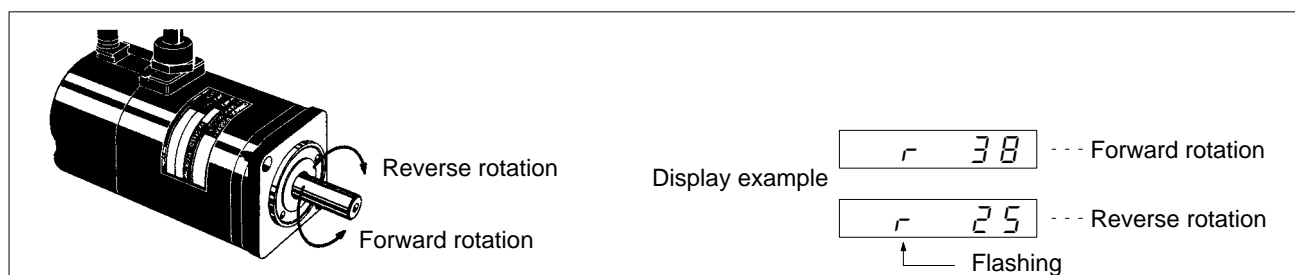 Reverse rotation
Forward rotation
Display example
r 38
Forward rotation
r 25
Reverse rotation
Flashing